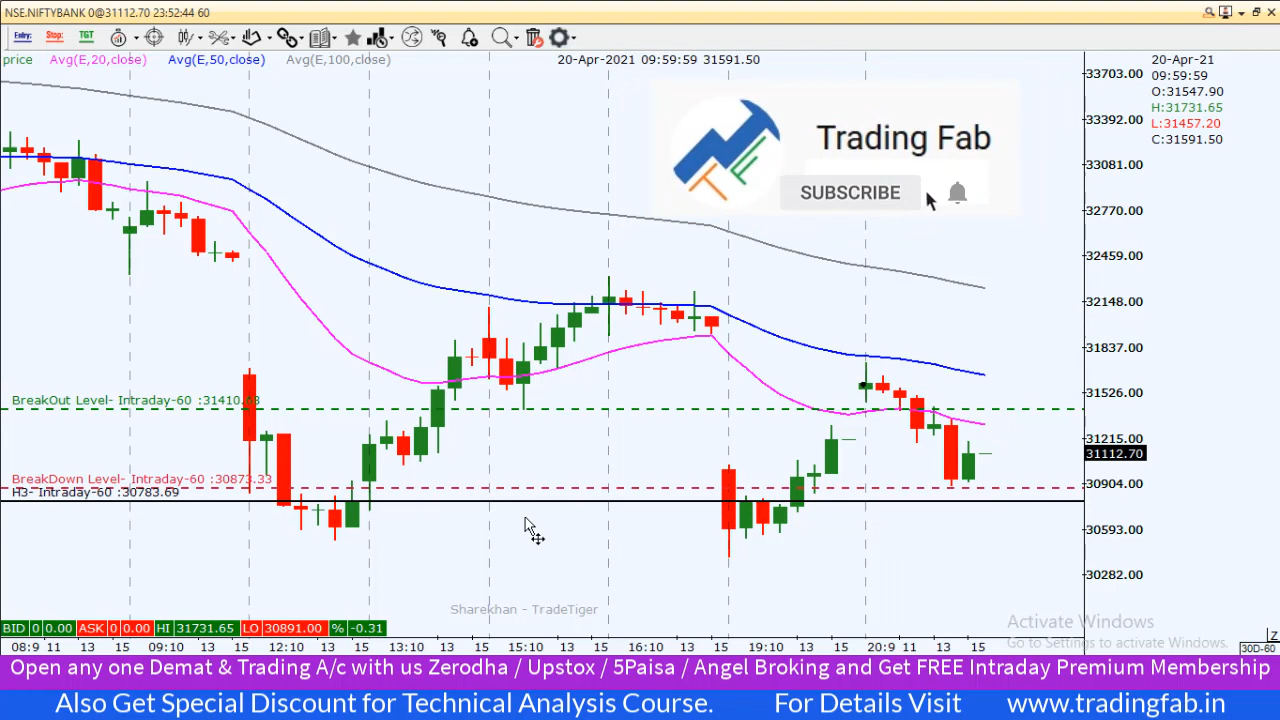 NSE.NIFTYBANK 0@31112.70 23:52:44 60
Entry: Stop: TGT
price Avg(E,20,close) Avg(E,50,close) Avg(E,100,close) 20-Apr-2021 09:59:59 31591.50
20-Apr-21
09:59:59
O:31547.90
H:31731.65
L:31457.20
C:31591.50
Trading Fab
SUBSCRIBE
33703.00
33392.00
33081.00
32770.00
32459.00
32148.00
31837.00
31526.00
31215.00
31112.70
30904.00
30593.00
30282.00
BreakOut Level- Intraday-60 :31410.68
BreakDown Level- Intraday-60 :30873.33
H3- Intraday-60 :30783.69
Sharekhan - TradeTiger
Activate Windows
Go to Settings to activate Windows.
BID 0 0.00 ASK 0 0.00 HI 31731.65 LO 30891.00 % -0.31
08:9 11 13 15 09:10 13 15 12:10 13 15 13:10 13 15 15:10 13 15 16:10 13 15 19:10 13 15 20:9 11 13 15
30D-60
Z
Open any one Demat & Trading A/c with us Zerodha / Upstox / 5Paisa / Angel Broking and Get FREE Intraday Premium Membership
Also Get Special Discount for Technical Analysis Course. For Details Visit www.tradingfab.in